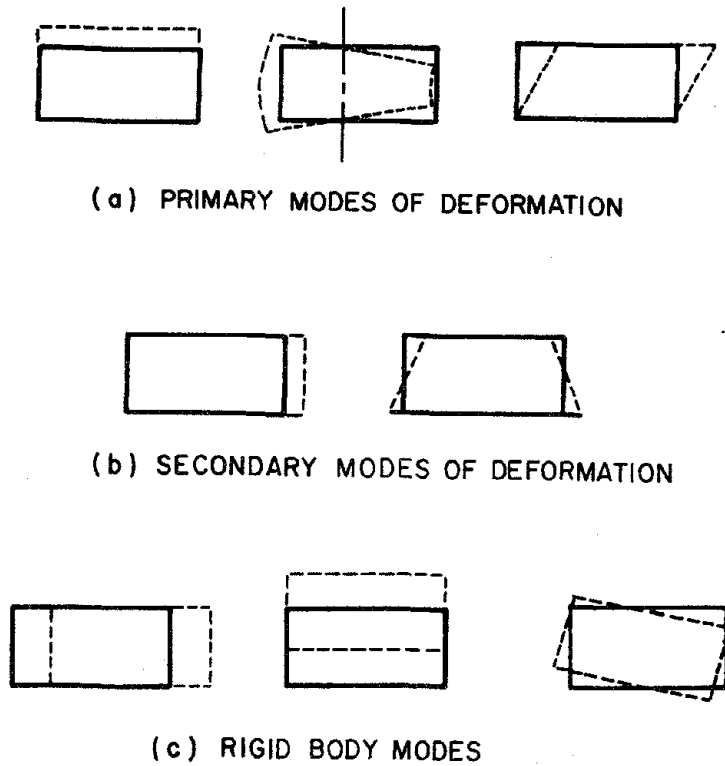 (a) PRIMARY MODES OF DEFORMATION
(b) SECONDARY MODES OF DEFORMATION
(c) RIGID BODY MODES